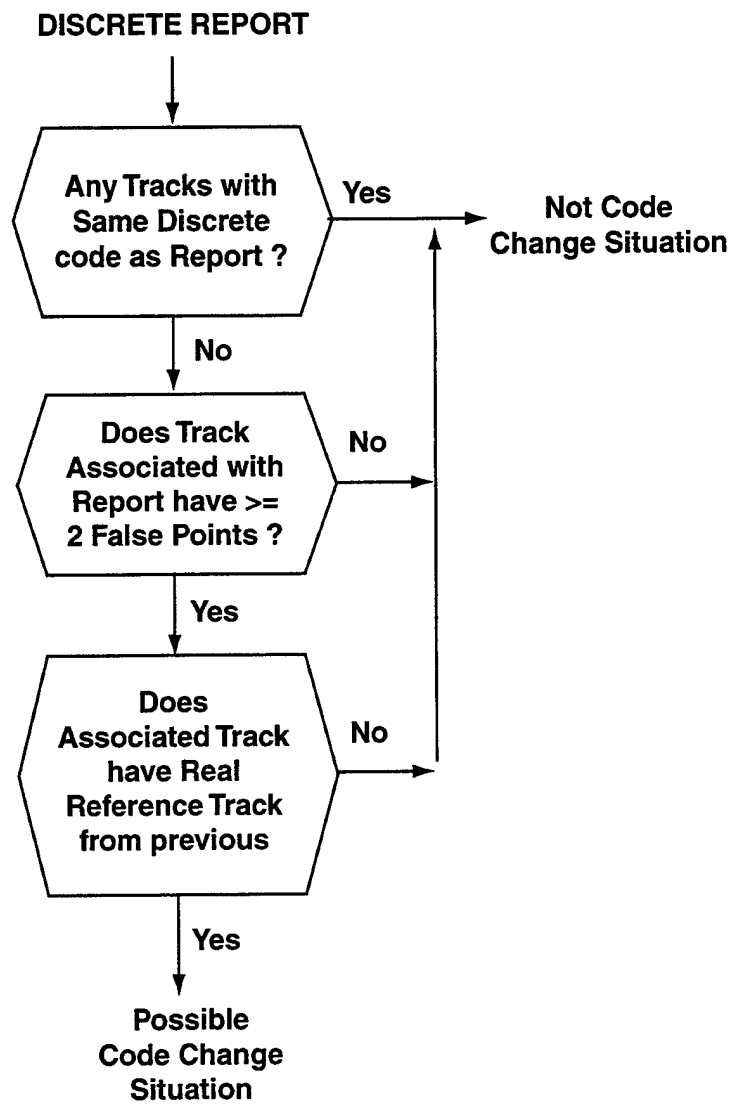 DISCRETE REPORT
Any Tracks with
Same Discrete
code as Report ?
Yes
Not Code
Change Situation
No
Does Track
Associated with
Report have >=
2 False Points ?
No
Yes
Does
Associated Track
have Real
Reference Track
from previous
No
Yes
Possible
Code Change
Situation